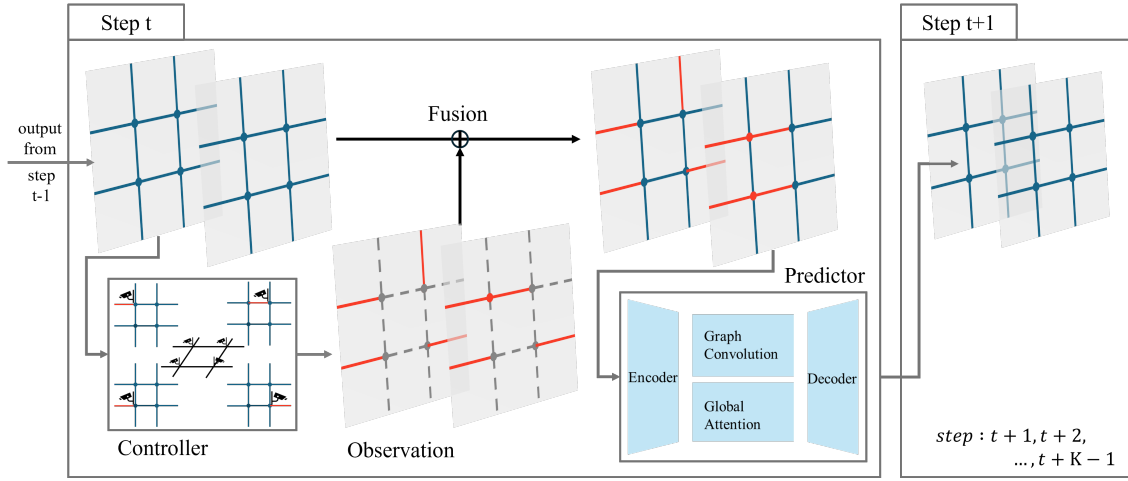 Step t
Step t+1
output
from
step
t-1
Fusion
Predictor
Encoder
Graph
Convolution
Global
Attention
Decoder
Controller
Observation
step : t + 1, t + 2,
..., t + K − 1